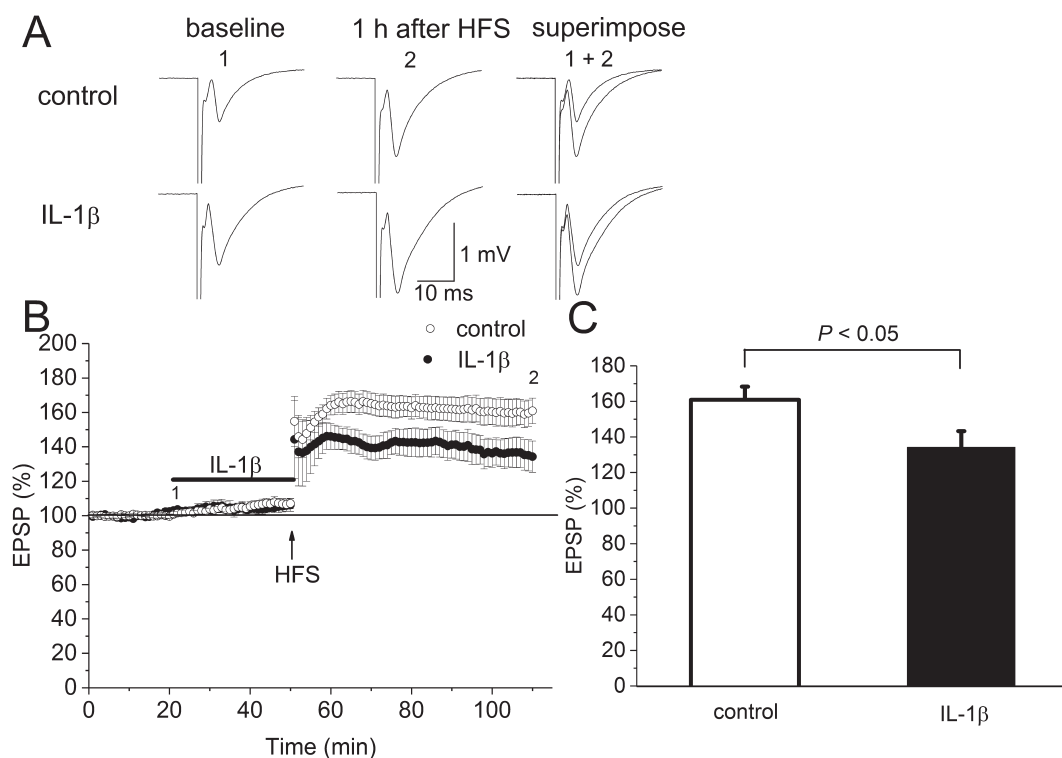 A
baseline
1 h after HFS
superimpose
1
2
1 + 2
control
IL-1β
1 mV
10 ms
B
control
IL-1β
2
200
180
160
140
120
100
80
60
40
20
0
EPSP (%)
IL-1β
1
HFS
0
20
40
60
80
100
Time (min)
C
P < 0.05
180
160
140
120
100
80
60
40
20
0
EPSP (%)
control
IL-1β